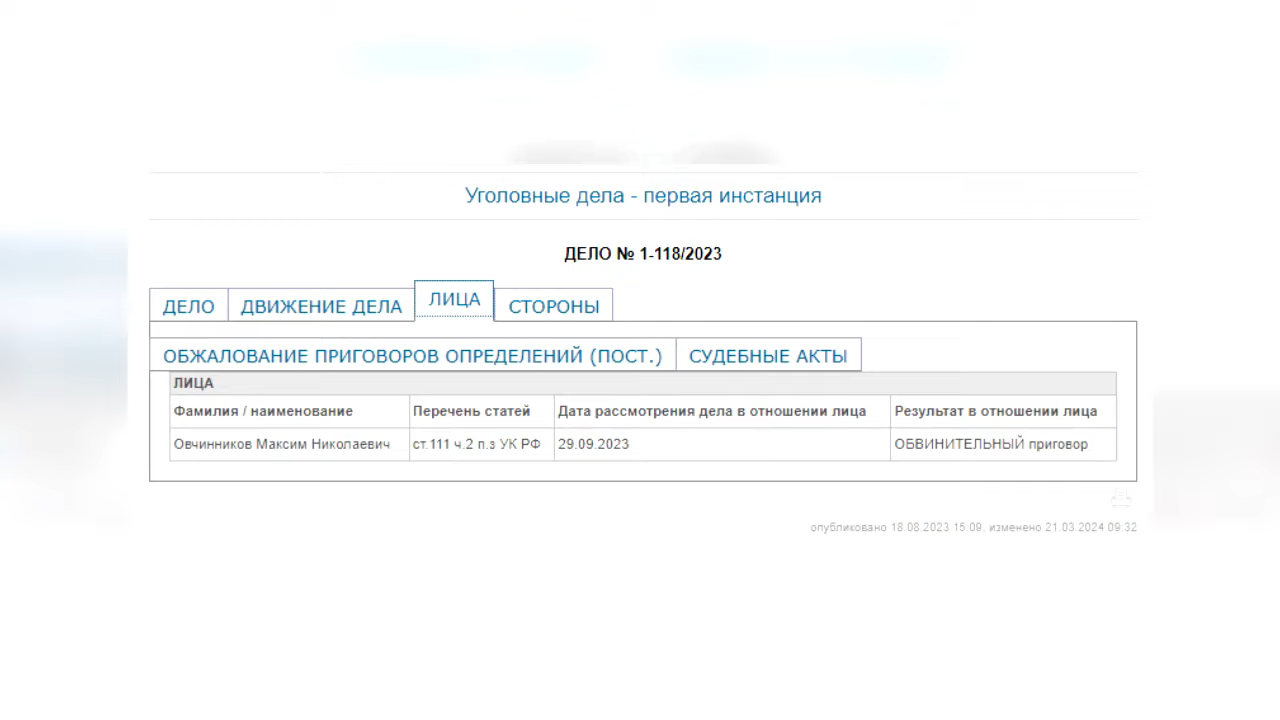 Уголовные дела - первая инстанция
ДЕЛО № 1-118/2023
ДЕЛО ДВИЖЕНИЕ ДЕЛА ЛИЦА СТОРОНЫ
ОБЖАЛОВАНИЕ ПРИГОВОРОВ ОПРЕДЕЛЕНИЙ (ПОСТ.) СУДЕБНЫЕ АКТЫ
ЛИЦА
Фамилия / наименование Перечень статей Дата рассмотрения дела в отношении лица Результат в отношении лица
Овчинников Максим Николаевич ст.111 ч.2 п.з УК РФ 29.09.2023 ОБВИНИТЕЛЬНЫЙ приговор
опубликовано 18.08.2023 15:09, изменено 21.03.2024 09:32